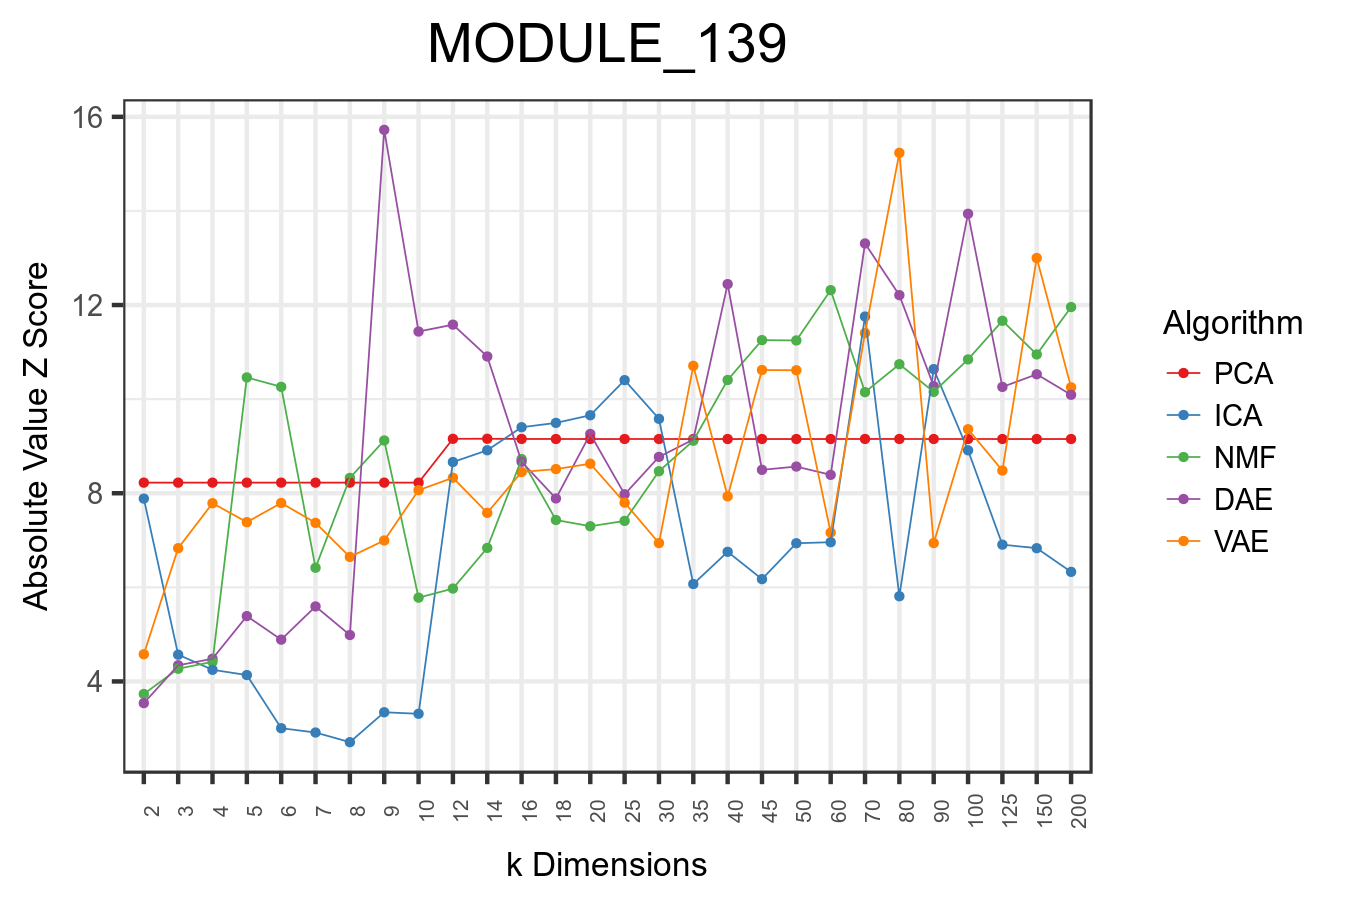 MODULE_139
16
12
8
4
Absolute Value Z Score
2 3 4 5 6 7 8 9 10 12 14 16 18 20 25 30 35 40 45 50 60 70 80 90 100 125 150 200
k Dimensions
Algorithm
PCA
ICA
NMF
DAE
VAE